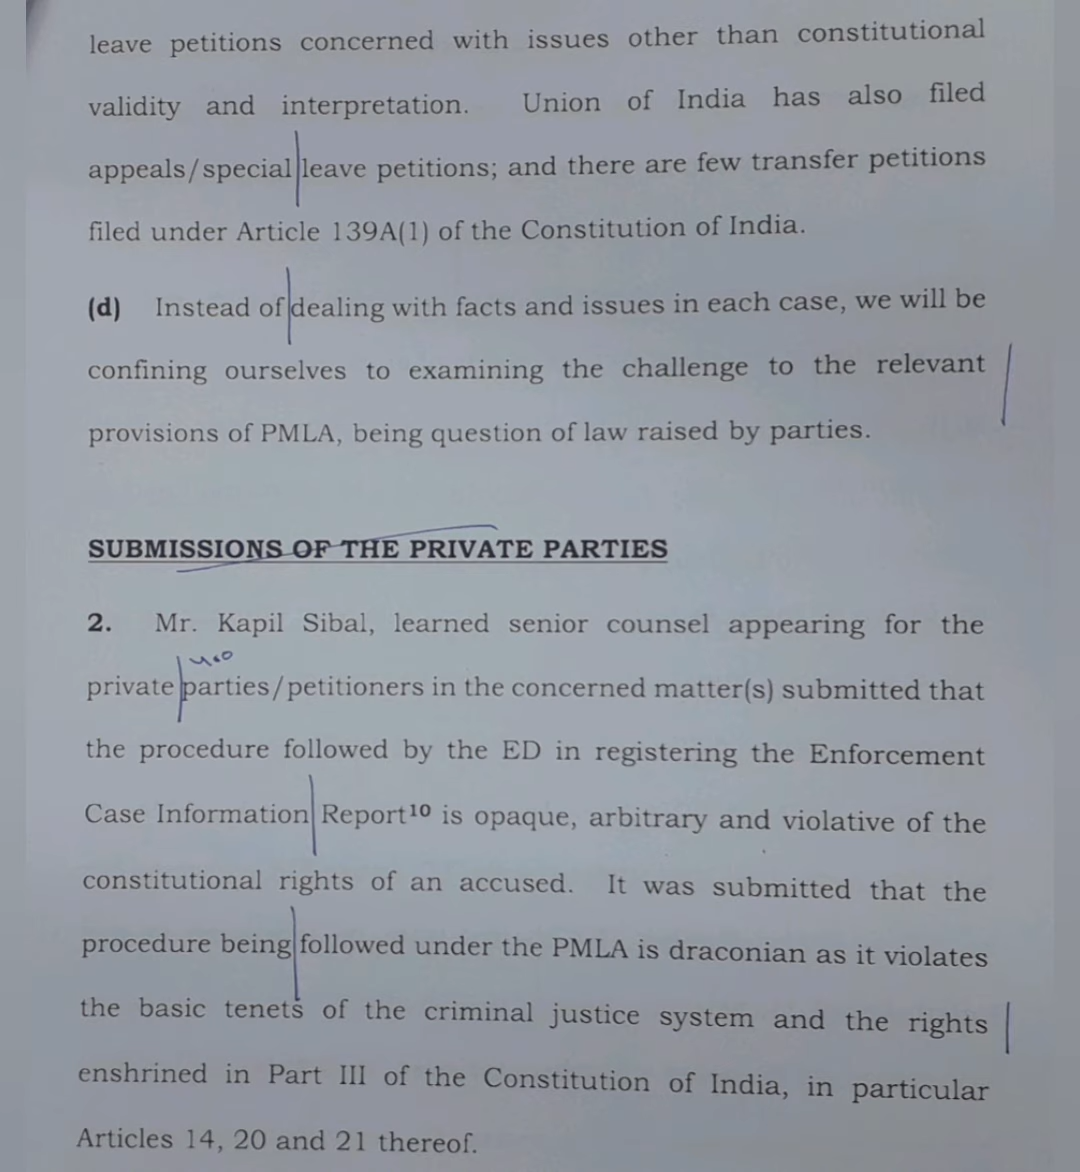 leave petitions concerned with issues other than constitutional
validity and interpretation. Union of India has also filed
appeals/special leave petitions; and there are few transfer petitions
filed under Article 139A(1) of the Constitution of India.
(d) Instead of dealing with facts and issues in each case, we will be
confining ourselves to examining the challenge to the relevant
provisions of PMLA, being question of law raised by parties.
SUBMISSIONS OF THE PRIVATE PARTIES
2. Mr. Kapil Sibal, learned senior counsel appearing for the
private parties/petitioners in the concerned matter(s) submitted that
the procedure followed by the ED in registering the Enforcement
Case Information Report10 is opaque, arbitrary and violative of the
constitutional rights of an accused. It was submitted that the
procedure being followed under the PMLA is draconian as it violates
the basic tenets of the criminal justice system and the rights
enshrined in Part III of the Constitution of India, in particular
Articles 14, 20 and 21 thereof.